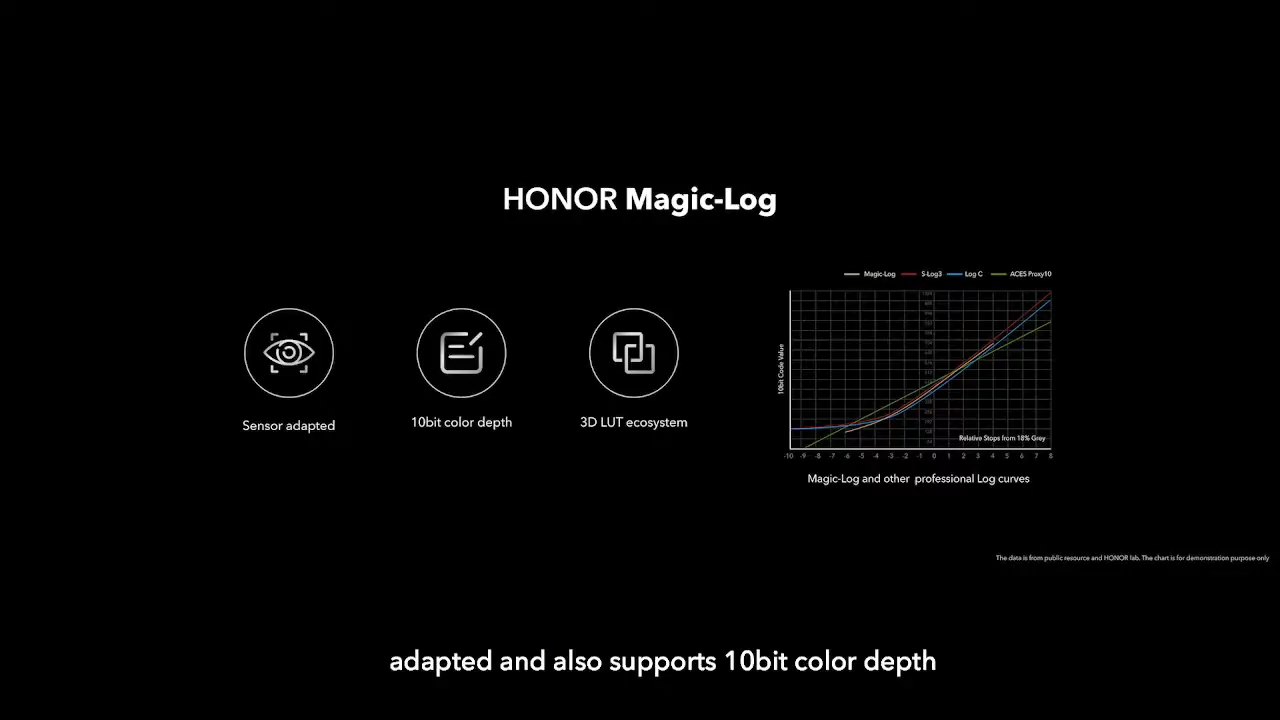 HONOR Magic-Log
Magic-Log S-Log3 Log C ACES Proxy10
10bit Code Value
Relative Stops from 18% Grey
-10 -9 -8 -7 -6 -5 -4 -3 -2 -1 0 1 2 3 4 5 6 7 8
Sensor adapted
10bit color depth
3D LUT ecosystem
Magic-Log and other professional Log curves
The data is from public resource and HONOR lab. The chart is for demonstration purpose only
adapted and also supports 10bit color depth